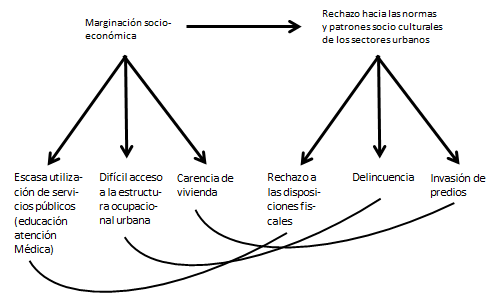 Marginación socio-
económica
Rechazo hacia las normas
y patrones socio culturales
de los sectores urbanos
Escasa utiliza-
ción de servi-
cios públicos
(educación
atención
Médica)
Difícil acceso
a la estructu-
ra ocupacio-
nal urbana
Carencia de
vivienda
Rechazo a
las disposi-
ciones fis-
cales
Delincuencia
Invasión de
predios